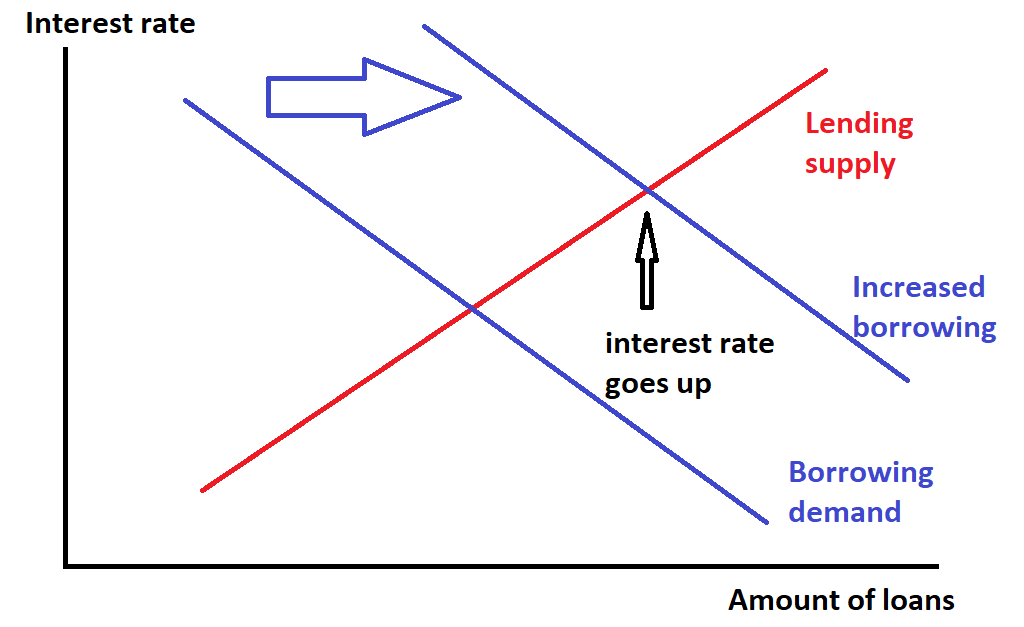 Interest rate
Lending
supply
Increased
borrowing
interest rate
goes up
Borrowing
demand
Amount of loans